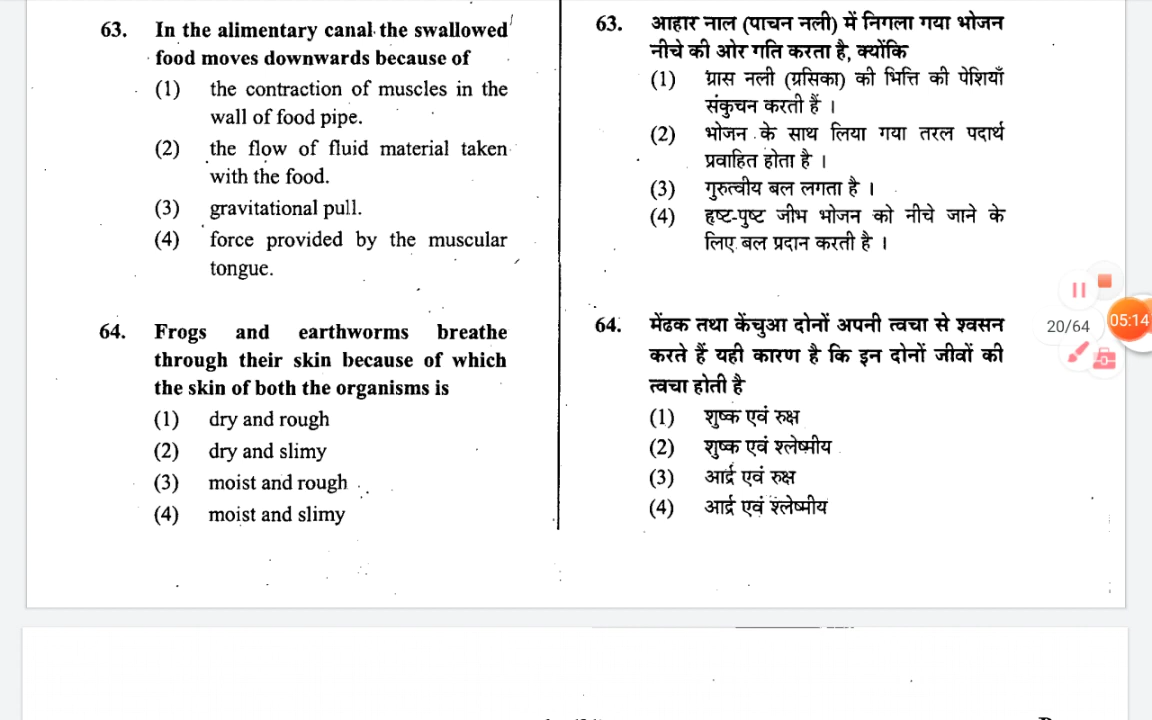 63. In the alimentary canal the swallowed
food moves downwards because of
(1) the contraction of muscles in the
wall of food pipe.
(2) the flow of fluid material taken
with the food.
(3) gravitational pull.
(4) force provided by the muscular
tongue.
64. Frogs and earthworms breathe
through their skin because of which
the skin of both the organisms is
(1) dry and rough
(2) dry and slimy
(3) moist and rough
(4) moist and slimy
63. आहार नाल (पाचन नली) में निगला गया भोजन
नीचे की ओर गति करता है, क्योंकि
(1) ग्रास नली (ग्रसिका) की भित्ति की पेशियाँ
संकुचन करती हैं ।
(2) भोजन के साथ लिया गया तरल पदार्थ
प्रवाहित होता है ।
(3) गुरुत्वीय बल लगता है ।
(4) हृष्ट-पुष्ट जीभ भोजन को नीचे जाने के
लिए बल प्रदान करती है ।
64. मेंढक तथा केंचुआ दोनों अपनी त्वचा से श्वसन
करते हैं यही कारण है कि इन दोनों जीवों की
त्वचा होती है
(1) शुष्क एवं रुक्ष
(2) शुष्क एवं श्लेष्मीय
(3) आर्द्र एवं रुक्ष
(4) आर्द्र एवं श्लेष्मीय
20/64
05:14